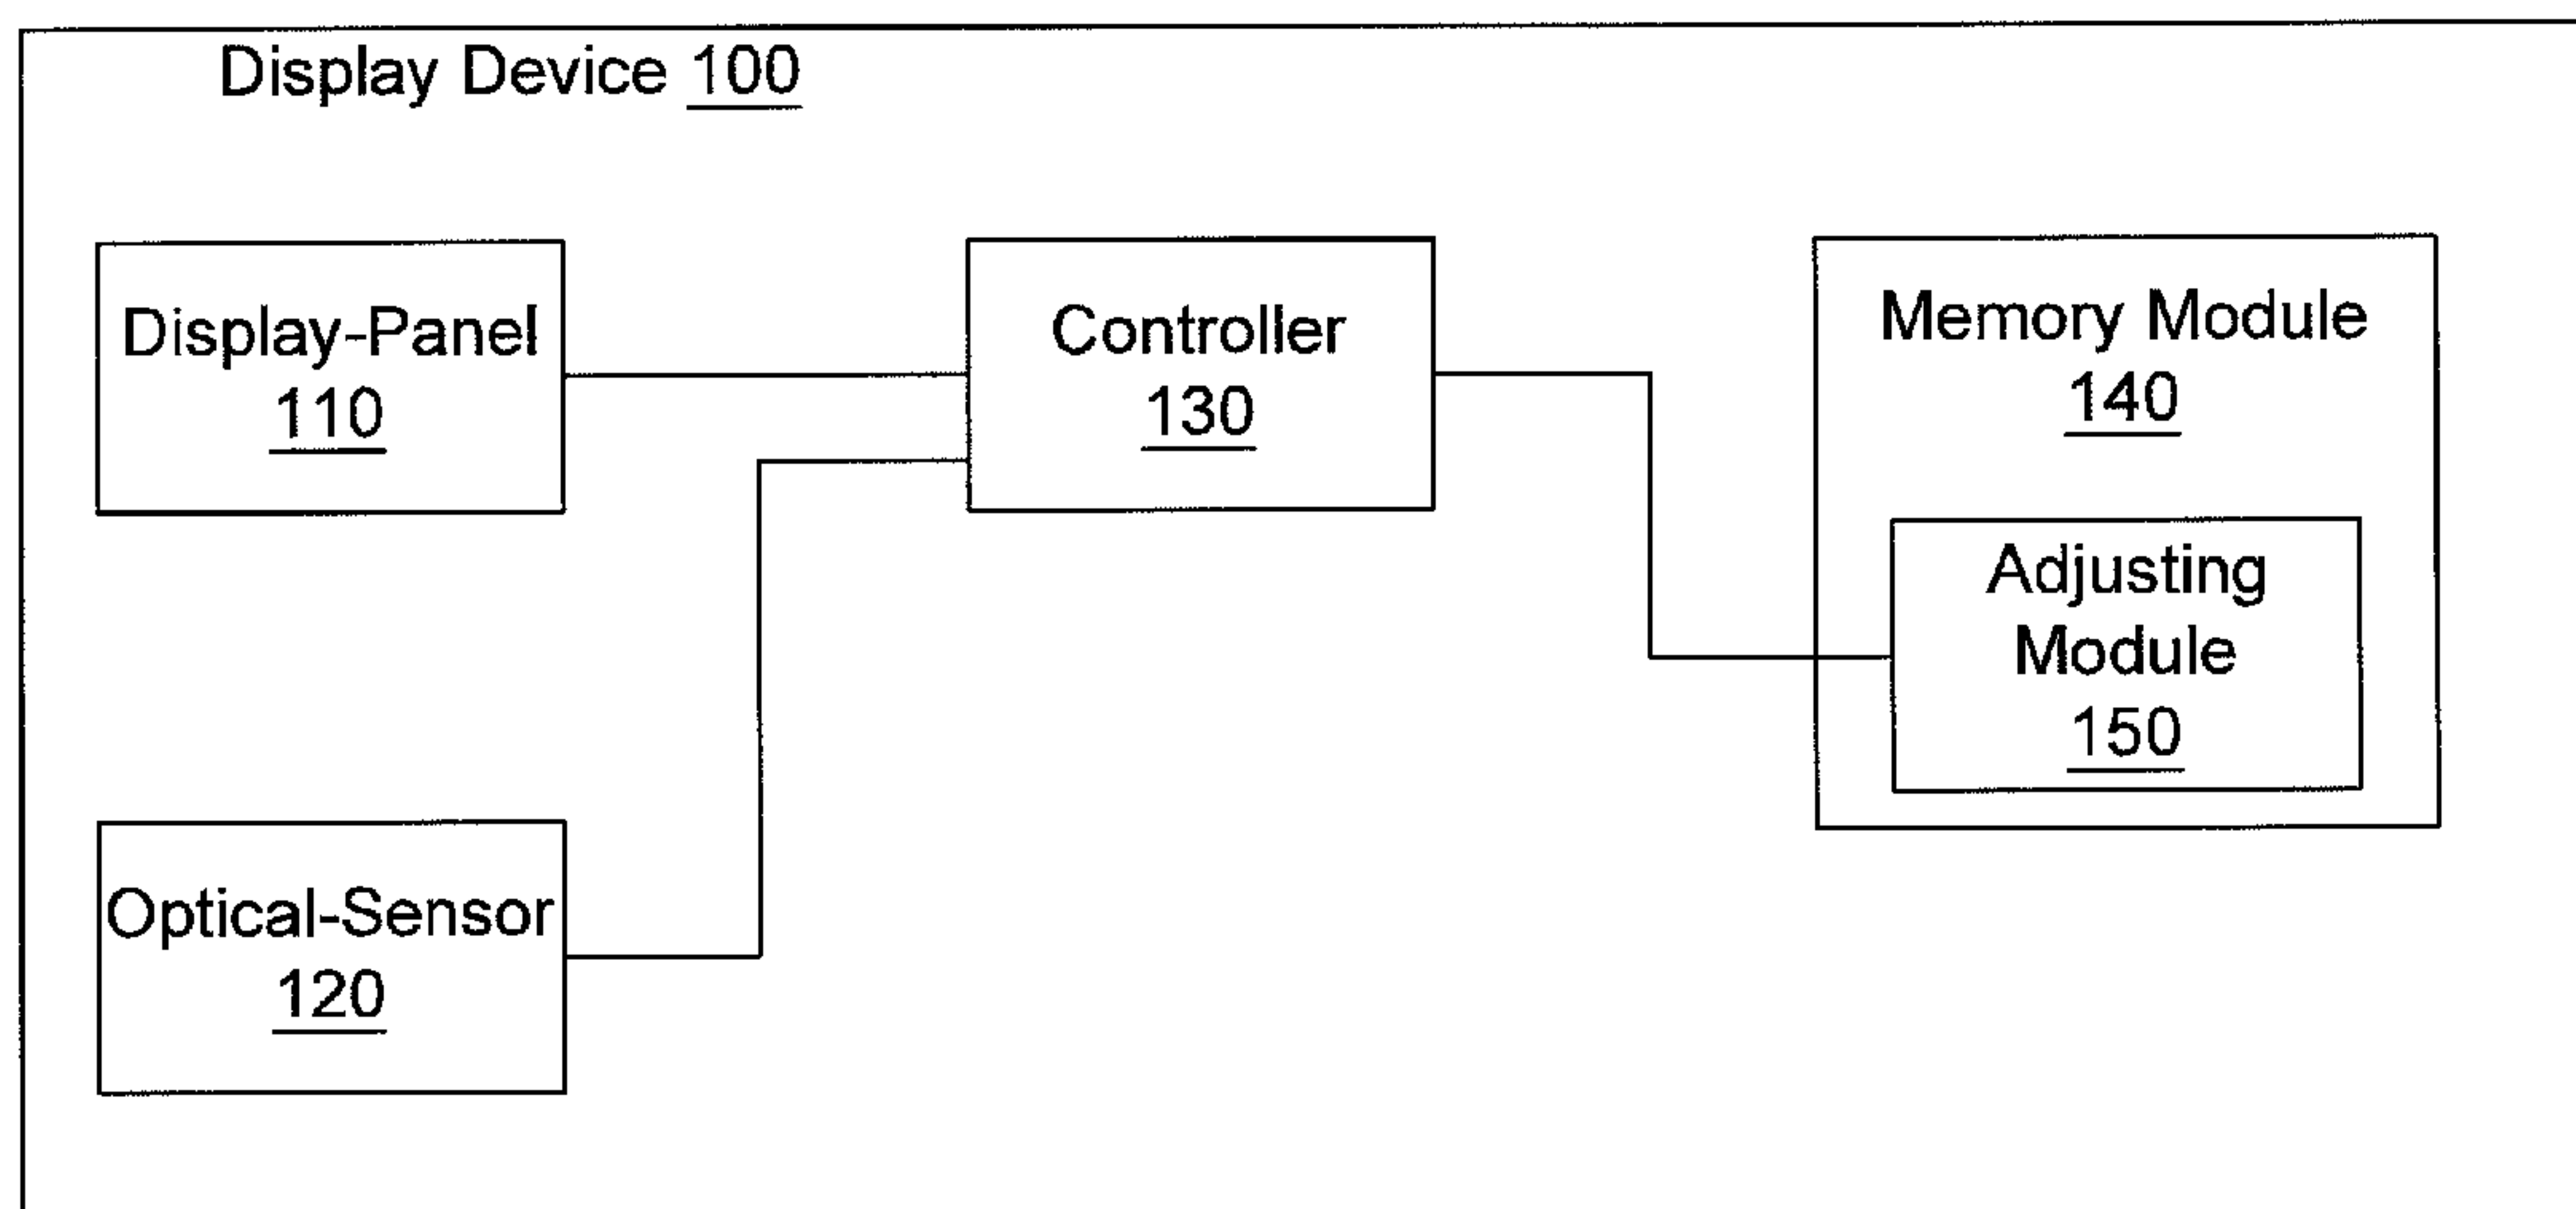 Display Device 100
Display-Panel
110
Controller
130
Memory Module
140
Adjusting
Module
150
Optical-Sensor
120